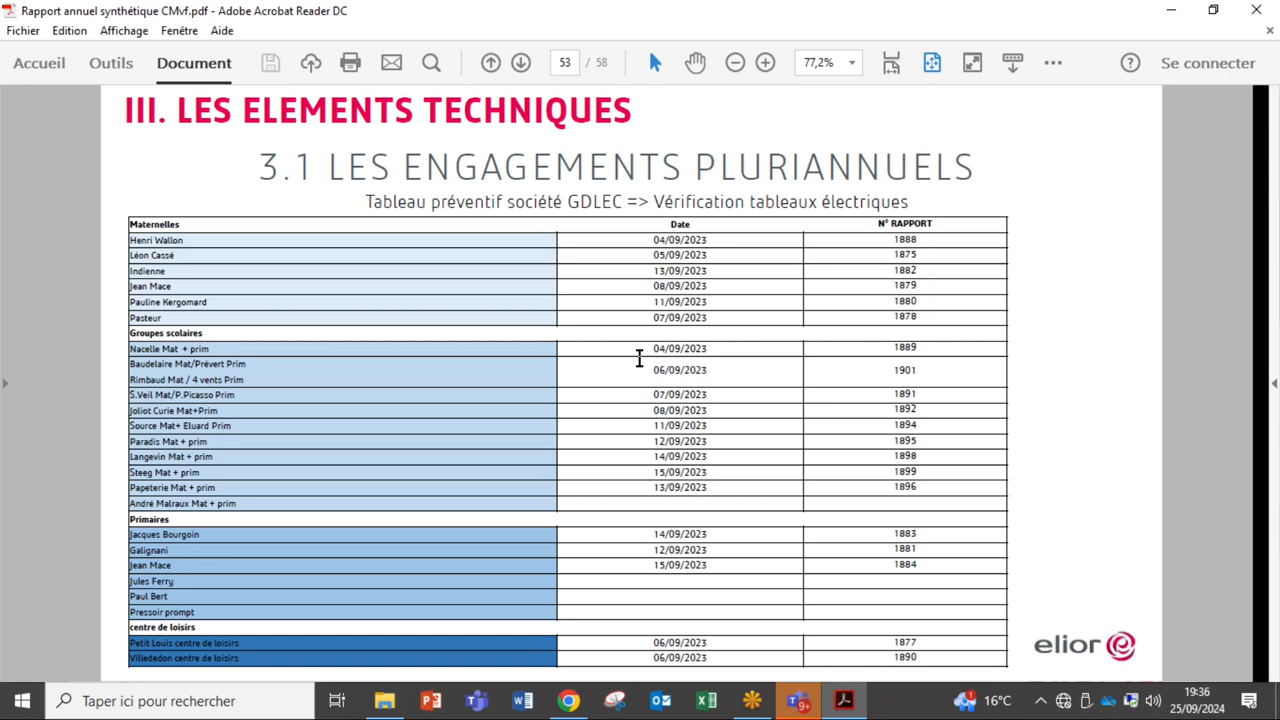 Rapport annuel synthétique CMvf.pdf - Adobe Acrobat Reader DC
Fichier Edition Affichage Fenêtre Aide
Accueil Outils Document 53 / 58 77,2% Se connecter
III. LES ELEMENTS TECHNIQUES
3.1 LES ENGAGEMENTS PLURIANNUELS
Tableau préventif société GDLEC => Vérification tableaux électriques
Maternelles Date N° RAPPORT
Henri Wallon 04/09/2023 1888
Léon Cassé 05/09/2023 1875
Indienne 13/09/2023 1882
Jean Mace 08/09/2023 1879
Pauline Kergomard 11/09/2023 1880
Pasteur 07/09/2023 1878
Groupes scolaires
Nacelle Mat + prim 04/09/2023 1889
Baudelaire Mat/Prévert Prim
Rimbaud Mat / 4 vents Prim 06/09/2023 1901
S.Veil Mat/P.Picasso Prim 07/09/2023 1891
Joliot Curie Mat+Prim 08/09/2023 1892
Source Mat+ Eluard Prim 11/09/2023 1894
Paradis Mat + prim 12/09/2023 1895
Langevin Mat + prim 14/09/2023 1898
Steeg Mat + prim 15/09/2023 1899
Papeterie Mat + prim 13/09/2023 1896
André Malraux Mat + prim
Primaires
Jacques Bourgoin 14/09/2023 1883
Galignani 12/09/2023 1881
Jean Mace 15/09/2023 1884
Jules Ferry
Paul Bert
Pressoir prompt
centre de loisirs
Petit Louis centre de loisirs 06/09/2023 1877
Villededon centre de loisirs 06/09/2023 1890
elior
Taper ici pour rechercher 9+ 1 16°C 19:36
25/09/2024